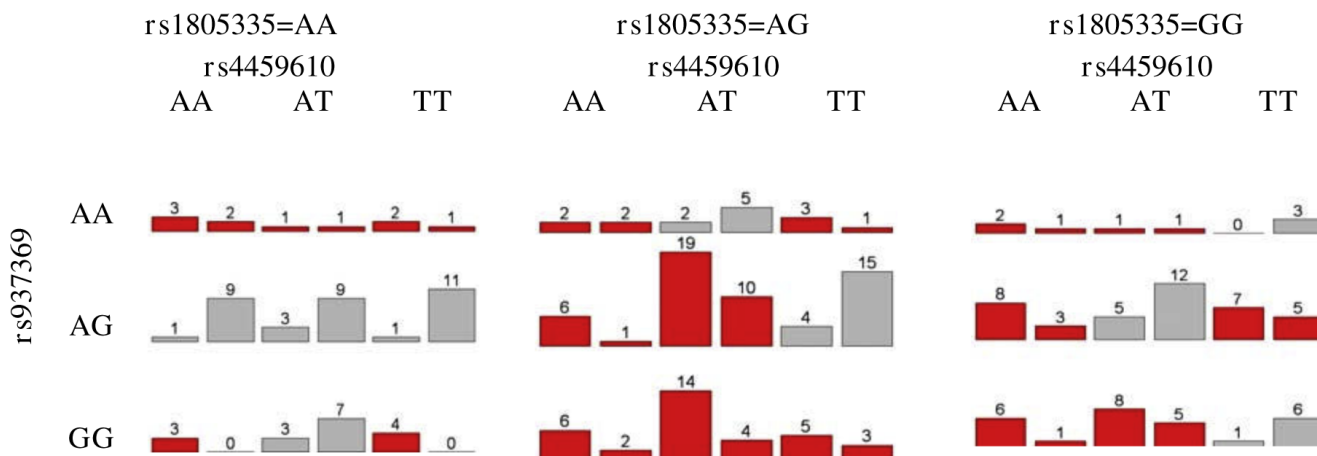 rs1805335=AA rs1805335=AG rs1805335=GG
rs4459610 rs4459610 rs4459610
AA AT TT AA AT TT AA AT TT
rs937369
AA 3 2 1 1 2 1 2 2 2 5 3 1 2 1 1 1 0 3
AG 1 9 3 9 1 11 6 1 19 10 4 15 8 3 5 12 7 5
GG 3 0 3 7 4 0 6 2 14 4 5 3 6 1 8 5 1 6